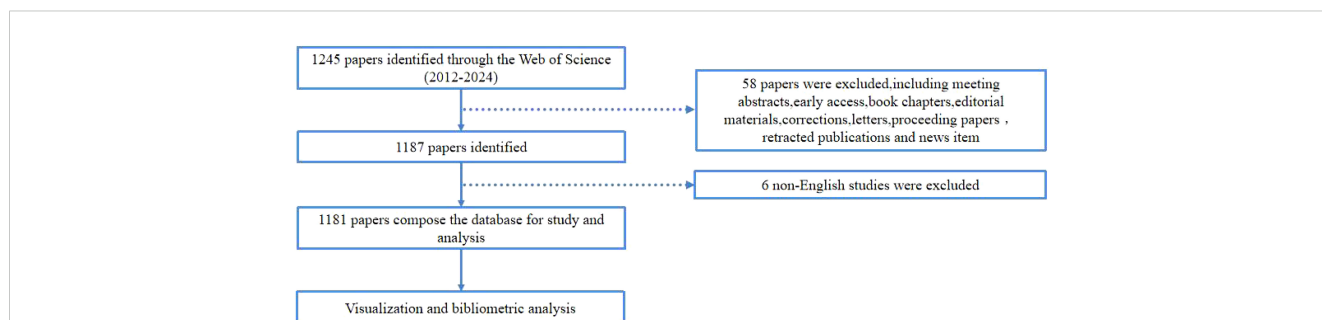 1245 papers identified through the Web of Science
(2012-2024)
58 papers were excluded,including meeting
abstracts,early access,book chapters,editorial
materials,corrections,letters,proceeding papers ,
retracted publications and news item
1187 papers identified
6 non-English studies were excluded
1181 papers compose the database for study and
analysis
Visualization and bibliometric analysis